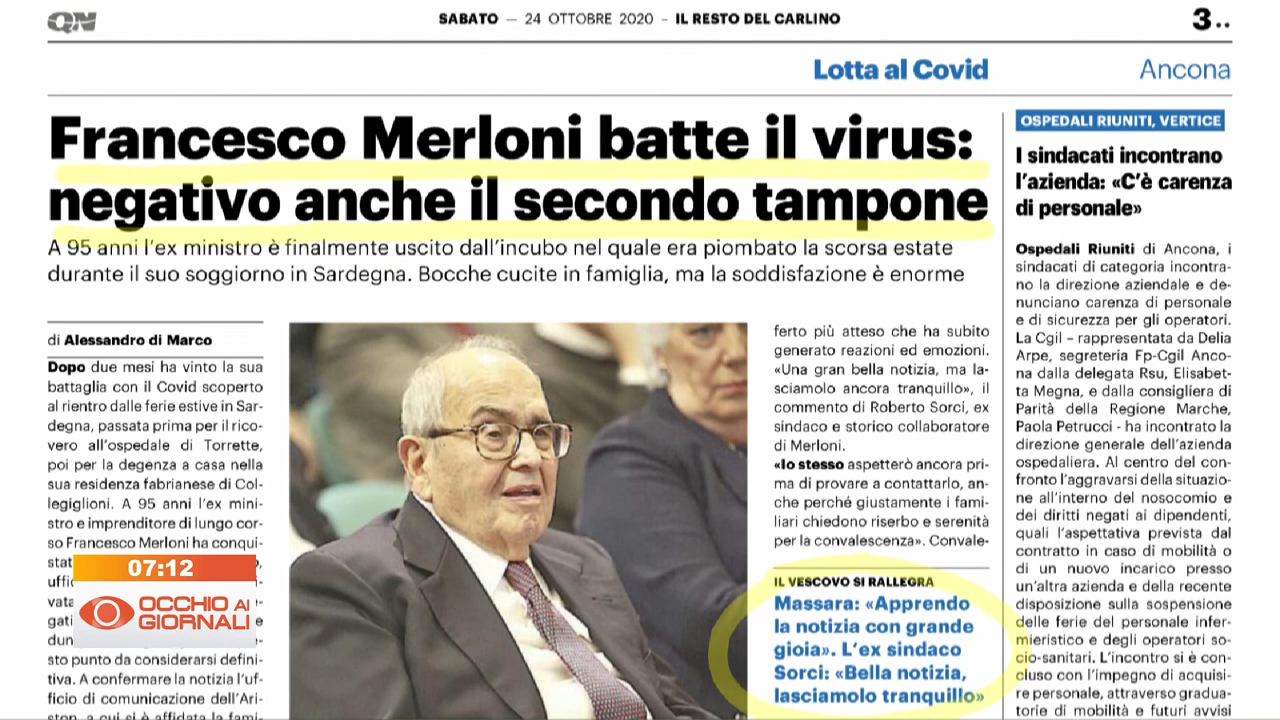 QN
SABATO — 24 OTTOBRE 2020 – IL RESTO DEL CARLINO
3..
Lotta al Covid
Ancona
Francesco Merloni batte il virus:
negativo anche il secondo tampone
A 95 anni l'ex ministro è finalmente uscito dall'incubo nel quale era piombato la scorsa estate
durante il suo soggiorno in Sardegna. Bocche cucite in famiglia, ma la soddisfazione è enorme
di Alessandro di Marco
Dopo due mesi ha vinto la sua
battaglia con il Covid scoperto
al rientro dalle ferie estive in Sar-
degna, passata prima per il rico-
vero all'ospedale di Torrette,
poi per la degenza a casa nella
sua residenza fabrianese di Col-
legiglioni. A 95 anni l'ex mini-
stro e imprenditore di lungo cor-
so Francesco Merloni ha conqui-
sto punto da considerarsi defini-
tiva. A confermare la notizia l'uf-
ficio di comunicazione dell'Ari-
ston, a cui si è affidata la fami-
07:12
OCCHIO AI
GIORNALI
ferto più atteso che ha subito
generato reazioni ed emozioni.
«Una gran bella notizia, ma la-
sciamolo ancora tranquillo», il
commento di Roberto Sorci, ex
sindaco e storico collaboratore
di Merloni.
«Io stesso aspetterò ancora pri-
ma di provare a contattarlo, an-
che perché giustamente i fami-
liari chiedono riserbo e serenità
per la convalescenza». Convale-
IL VESCOVO SI RALLEGRA
Massara: «Apprendo
la notizia con grande
gioia». L'ex sindaco
Sorci: «Bella notizia,
lasciamolo tranquillo»
OSPEDALI RIUNITI, VERTICE
I sindacati incontrano
l'azienda: «C'è carenza
di personale»
Ospedali Riuniti di Ancona, i
sindacati di categoria incontra-
no la direzione aziendale e de-
nunciano carenza di personale
e di sicurezza per gli operatori.
La Cgil – rappresentata da Delia
Arpe, segreteria Fp-Cgil Anco-
na dalla delegata Rsu, Elisabet-
ta Megna, e dalla consigliera di
Parità della Regione Marche,
Paola Petrucci - ha incontrato la
direzione generale dell'azienda
ospedaliera. Al centro del con-
fronto l'aggravarsi della situazio-
ne all'interno del nosocomio e
dei diritti negati ai dipendenti,
quali l'aspettativa prevista dal
contratto in caso di mobilità o
di un nuovo incarico presso
un'altra azienda e della recente
disposizione sulla sospensione
delle ferie del personale infer-
mieristico e degli operatori so-
cio-sanitari. L'incontro si è con-
cluso con l'impegno di acquisi-
re personale, attraverso gradua-
torie di mobilità e futuri avvisi